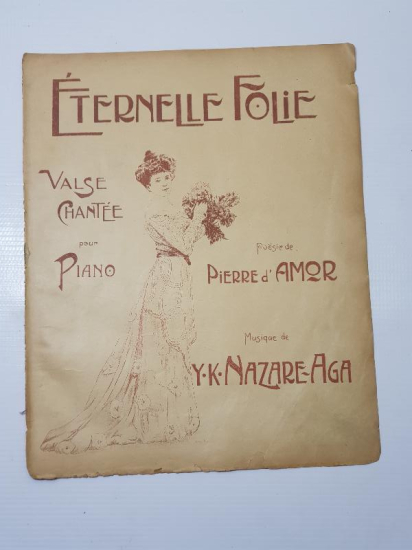 ÉTERNELLE FOLIE
VALSE
CHANTÉE
pour
PIANO
Poésie de
PIERRE d'AMOR
Musique de
Y·K·NAZARE-AGA